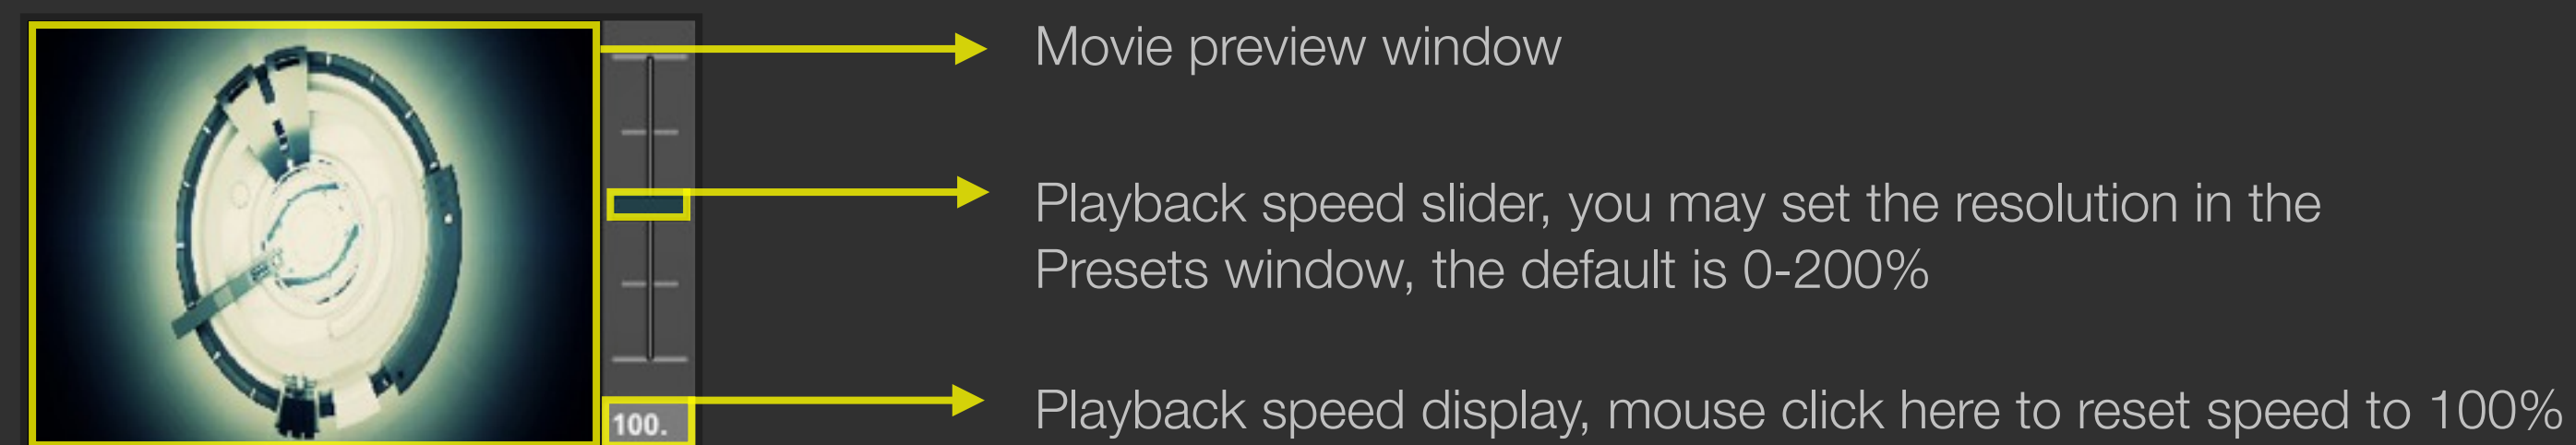 Movie preview window
Playback speed slider, you may set the resolution in the
Presets window, the default is 0-200%
100.
Playback speed display, mouse click here to reset speed to 100%